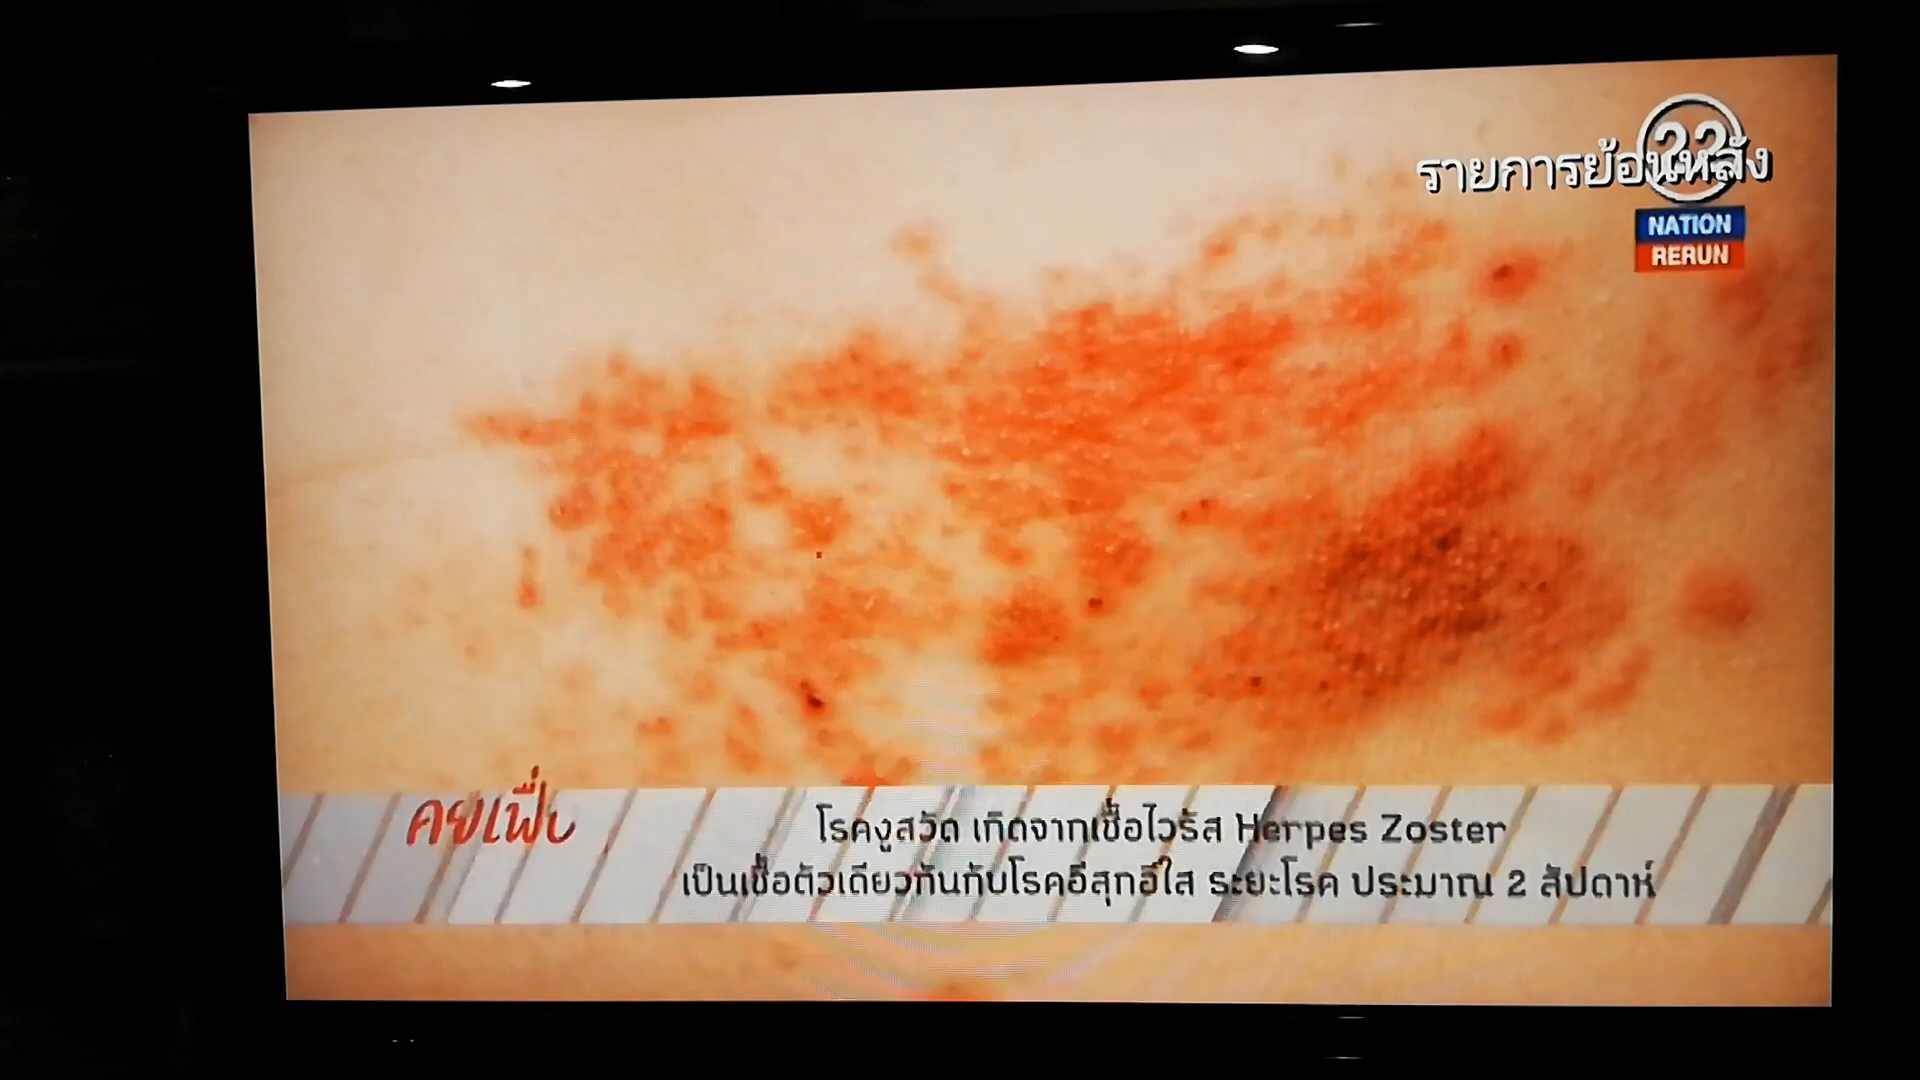 รายการย้อนหลัง
22
NATION
RERUN
คยเฟื่อง
โรคงูสวัด เกิดจากเชื้อไวรัส Herpes Zoster
เป็นเชื้อตัวเดียวกันกับโรคอีสุกอีใส ระยะโรค ประมาณ 2 สัปดาห์